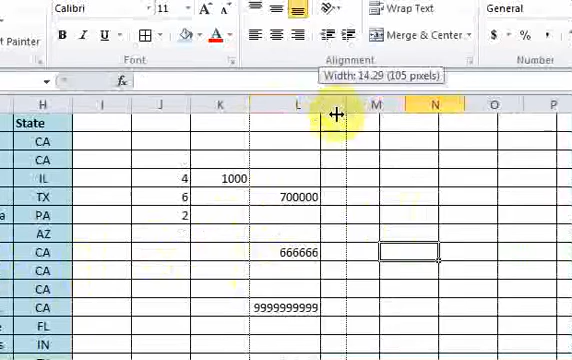 Calibri 11 A A Wrap Text General
t Painter B I U A Merge & Center $ % ,
Font Alignment Number
Width: 14.29 (105 pixels)
fx
H I J K L M N O P
State
CA
CA
IL 4 1000
TX 6 700000
a PA 2
AZ
CA 666666
CA
CA
CA 9999999999
FL
s IN